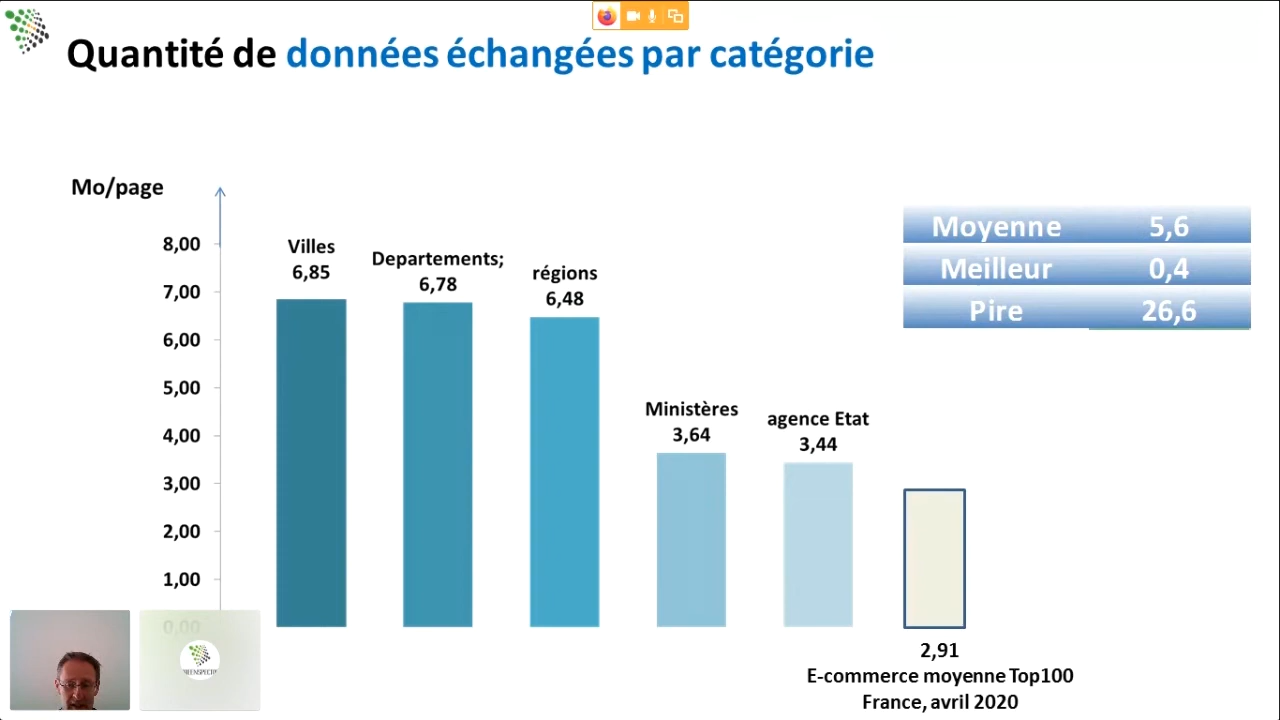 Quantité de données échangées par catégorie
Mo/page
8,00
7,00
6,00
5,00
4,00
3,00
2,00
1,00
0,00
Villes
6,85
Departements;
6,78
régions
6,48
Ministères
3,64
agence Etat
3,44
2,91
E-commerce moyenne Top100
France, avril 2020
Moyenne 5,6
Meilleur 0,4
Pire 26,6